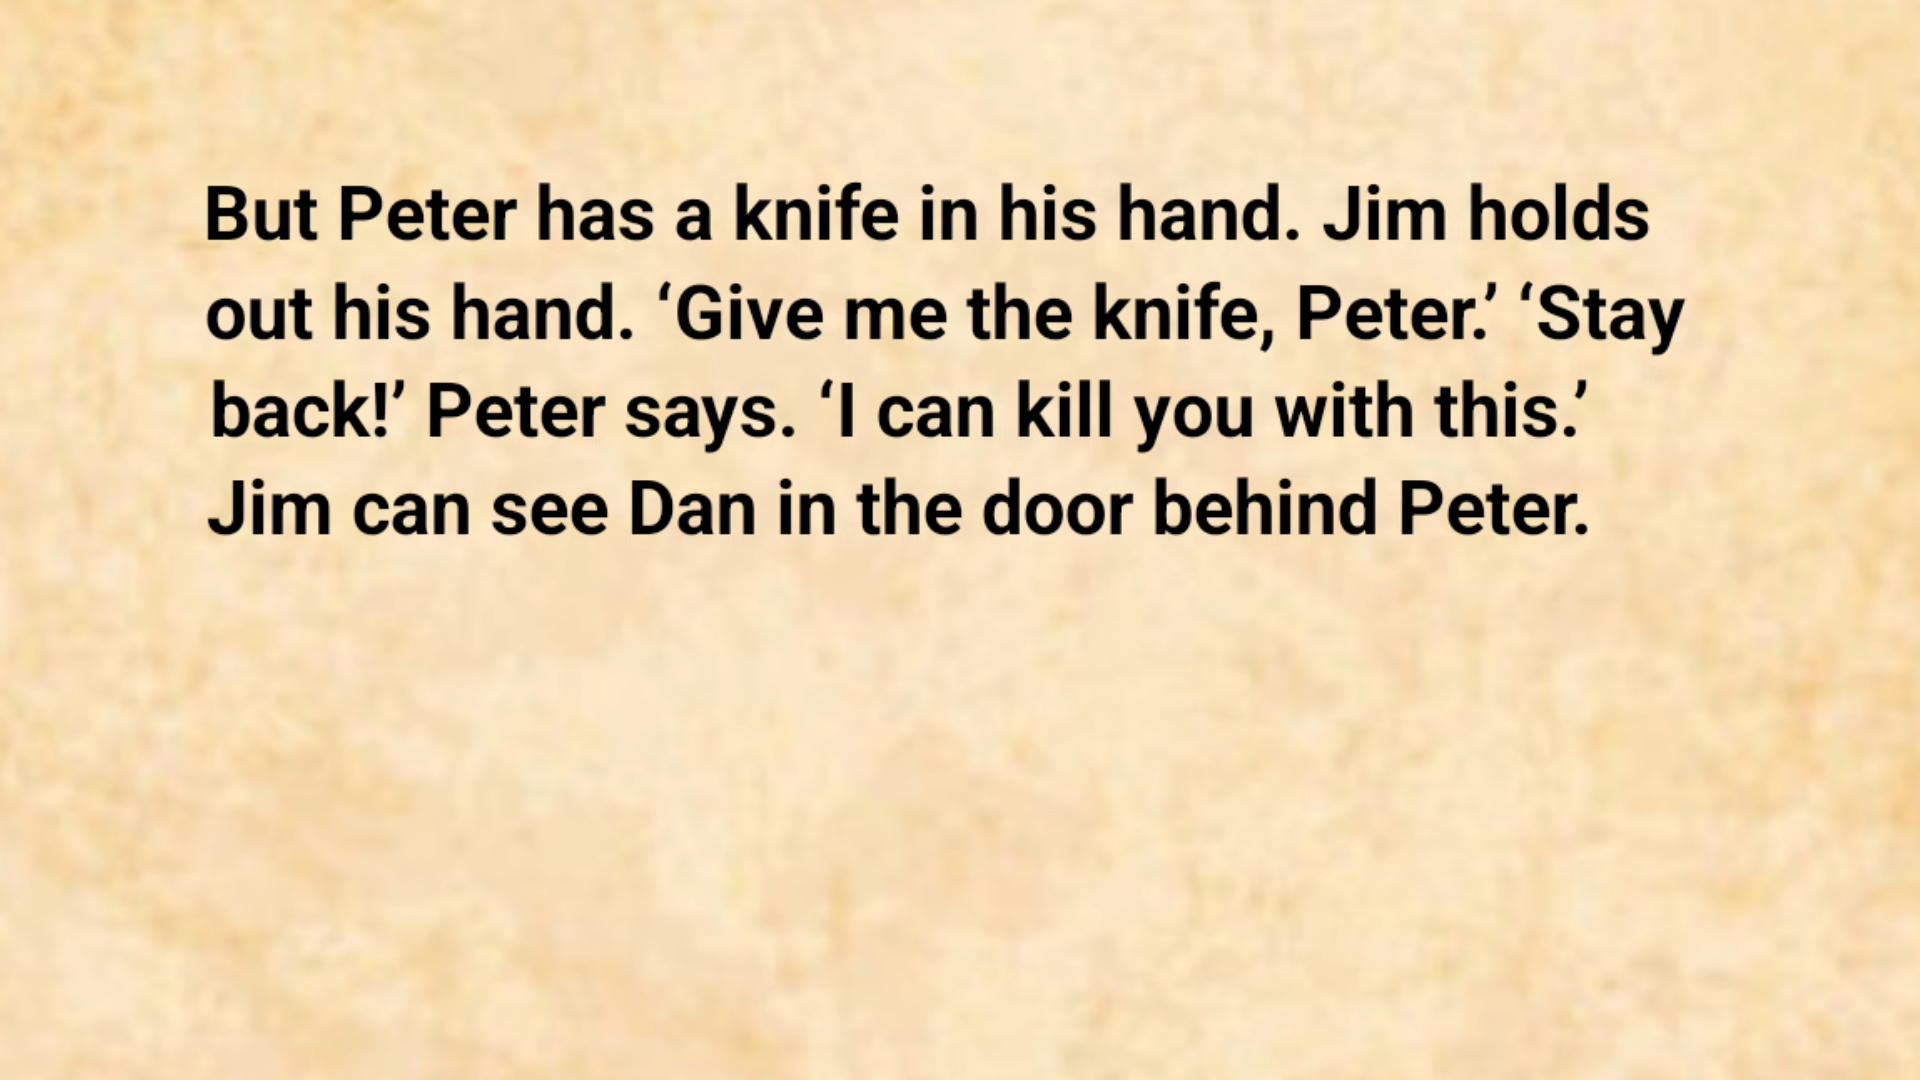 But Peter has a knife in his hand. Jim holds
out his hand. ‘Give me the knife, Peter.’ ‘Stay
back!’ Peter says. ‘I can kill you with this.’
Jim can see Dan in the door behind Peter.